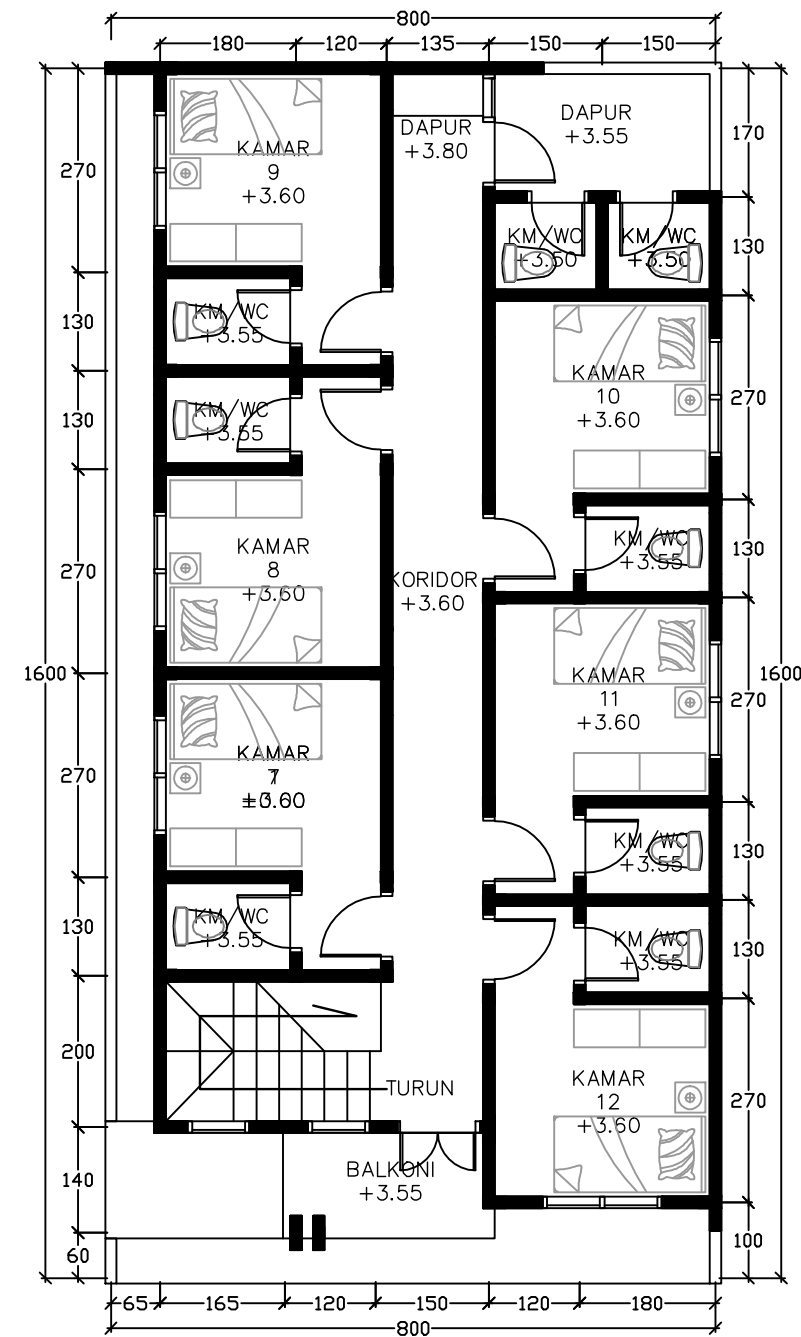 800
180 120 135 150 150
DAPUR
+3.55
DAPUR
+3.80
170
270
KAMAR
9
+3.60
KM/WC
+3.50
KM/WC
+3.50
130
130
KM/WC
+3.55
130
KM/WC
+3.55
KAMAR
10
+3.60
270
KAMAR
8
+3.60
270
KM/WC
+3.55
130
KORIDOR
+3.60
1600
1600
KAMAR
11
+3.60
270
KAMAR
7
270
KM/WC
+3.55
130
KM/WC
+3.55
130
KM/WC
+3.55
130
200
TURUN
KAMAR
12
+3.60
270
BALKONI
+3.55
140
60
100
65 165 120 150 120 180
800